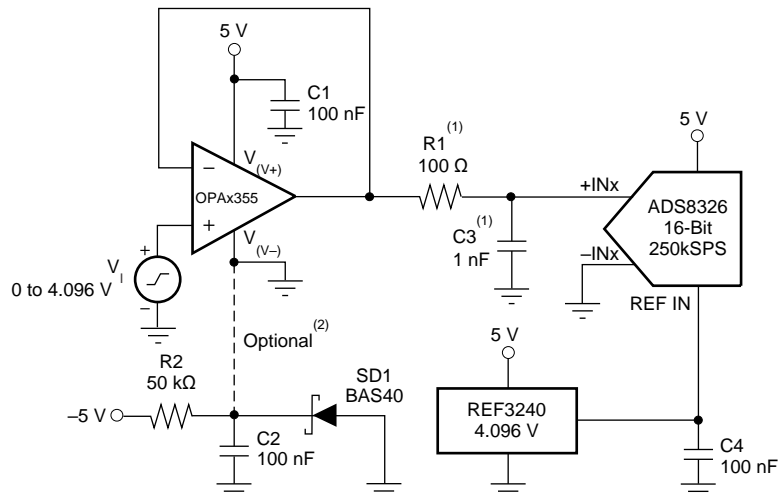 5 V
C1
100 nF
R1(1)
100 Ω
5 V
−
V(V+)
OPAx355
+
V(V−)
+INx
ADS8326
16-Bit
250kSPS
C3(1)
1 nF
−INx
+
VI
0 to 4.096 V
−
REF IN
Optional(2)
5 V
R2
50 kΩ
SD1
BAS40
−5 V
REF3240
4.096 V
C2
100 nF
C4
100 nF